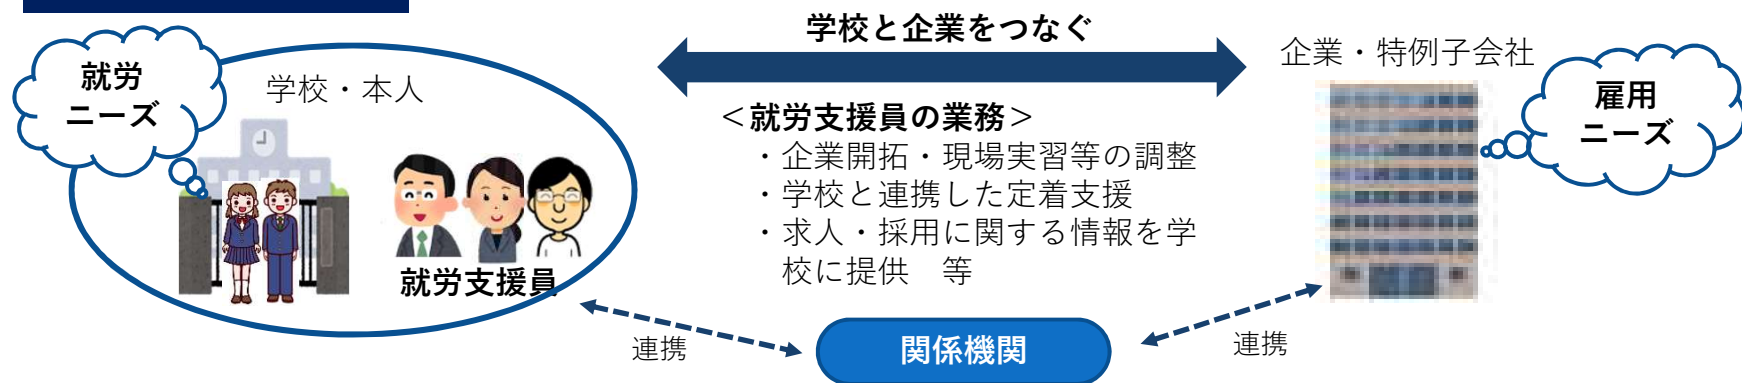 学校と企業をつなぐ
就労
ニーズ
学校・本人
就労支援員
＜就労支援員の業務＞
・企業開拓・現場実習等の調整
・学校と連携した定着支援
・求人・採用に関する情報を学
校に提供　等
企業・特例子会社
雇用
ニーズ
連携
関係機関
連携